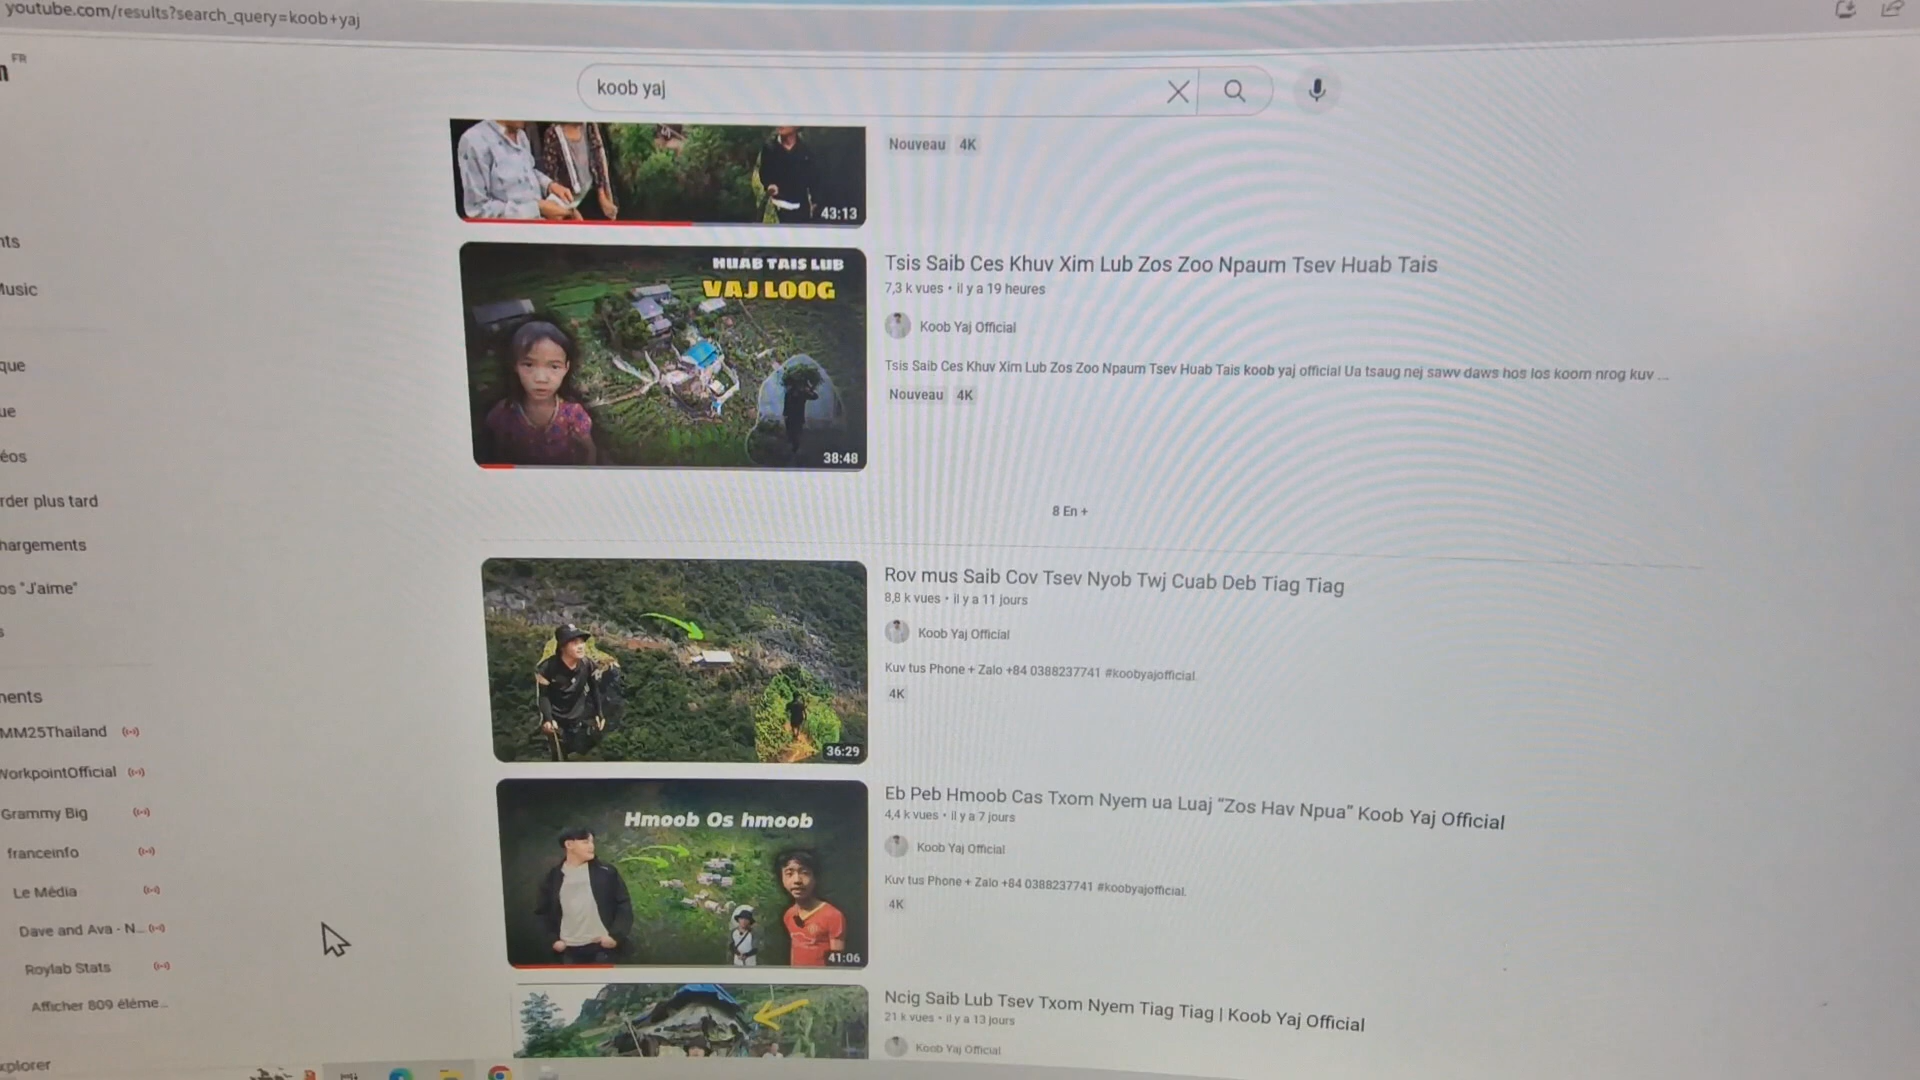 youtube.com/results?search_query=koob+yaj
FR
koob yaj
43:13
Nouveau 4K
HUAB TAIS LUB
VAJ LOOG
38:48
Tsis Saib Ces Khuv Xim Lub Zos Zoo Npaum Tsev Huab Tais
7,3 k vues • il y a 19 heures
Koob Yaj Official
Tsis Saib Ces Khuv Xim Lub Zos Zoo Npaum Tsev Huab Tais koob yaj official Ua tsaug nej sawv daws hos los koom nrog kuv ...
Nouveau 4K
8 En +
36:29
Rov mus Saib Cov Tsev Nyob Twj Cuab Deb Tiag Tiag
8,8 k vues • il y a 11 jours
Koob Yaj Official
Kuv tus Phone + Zalo +84 0388237741 #koobyajofficial
4K
Hmoob Os hmoob
41:06
Eb Peb Hmoob Cas Txom Nyem ua Luaj "Zos Hav Npua" Koob Yaj Official
4,4 k vues • il y a 7 jours
Koob Yaj Official
Kuv tus Phone + Zalo +84 0388237741 #koobyajofficial.
4K
Ncig Saib Lub Tsev Txom Nyem Tiag Tiag | Koob Yaj Official
21 k vues • il y a 13 jours
Koob Yaj Official
nts
Music
que
ue
éos
rder plus tard
hargements
os "J'aime"
s
nents
MM25Thailand
WorkpointOfficial
Grammy Big
franceinfo
Le Média
Dave and Ava - N...
Roylab Stats
Afficher 809 éléme...
xplorer